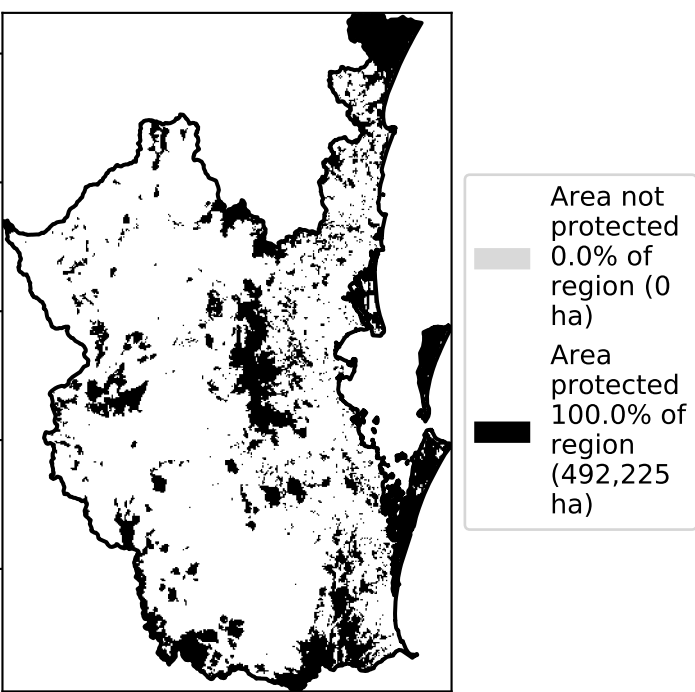 Area not
protected
0.0% of
region (0
ha)
Area
protected
100.0% of
region
(492,225
ha)